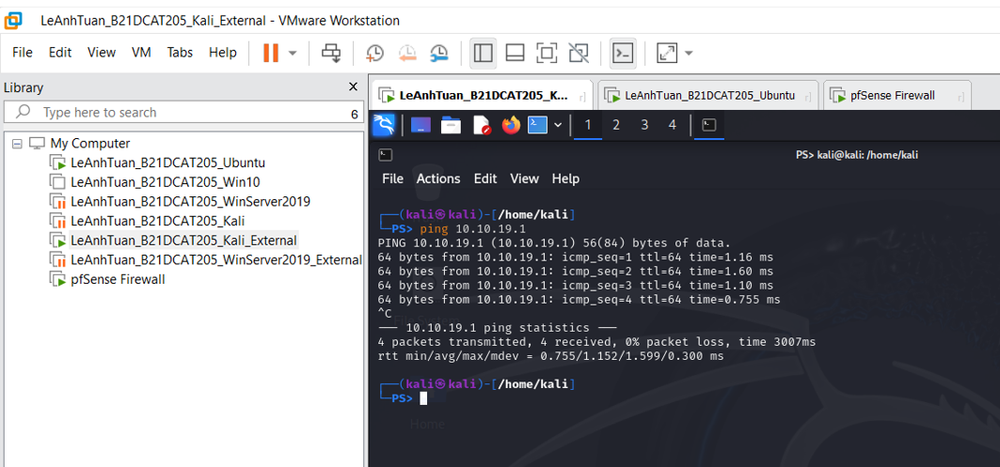 LeAnhTuan_B21DCAT205_Kali_External - VMware Workstation
File Edit View VM Tabs Help
Library
Type here to search
6
My Computer
LeAnhTuan_B21DCAT205_Ubuntu
LeAnhTuan_B21DCAT205_Win10
LeAnhTuan_B21DCAT205_WinServer2019
LeAnhTuan_B21DCAT205_Kali
LeAnhTuan_B21DCAT205_Kali_External
LeAnhTuan_B21DCAT205_WinServer2019_External
pfSense Firewall
LeAnhTuan_B21DCAT205_K... LeAnhTuan_B21DCAT205_Ubuntu pfSense Firewall
1 2 3 4
PS> kali@kali: /home/kali
File Actions Edit View Help
┌──(kali㉿kali)-[/home/kali]
└─PS> ping 10.10.19.1
PING 10.10.19.1 (10.10.19.1) 56(84) bytes of data.
64 bytes from 10.10.19.1: icmp_seq=1 ttl=64 time=1.16 ms
64 bytes from 10.10.19.1: icmp_seq=2 ttl=64 time=1.60 ms
64 bytes from 10.10.19.1: icmp_seq=3 ttl=64 time=1.10 ms
64 bytes from 10.10.19.1: icmp_seq=4 ttl=64 time=0.755 ms
^C
--- 10.10.19.1 ping statistics ---
4 packets transmitted, 4 received, 0% packet loss, time 3007ms
rtt min/avg/max/mdev = 0.755/1.152/1.599/0.300 ms
┌──(kali㉿kali)-[/home/kali]
└─PS>
Home